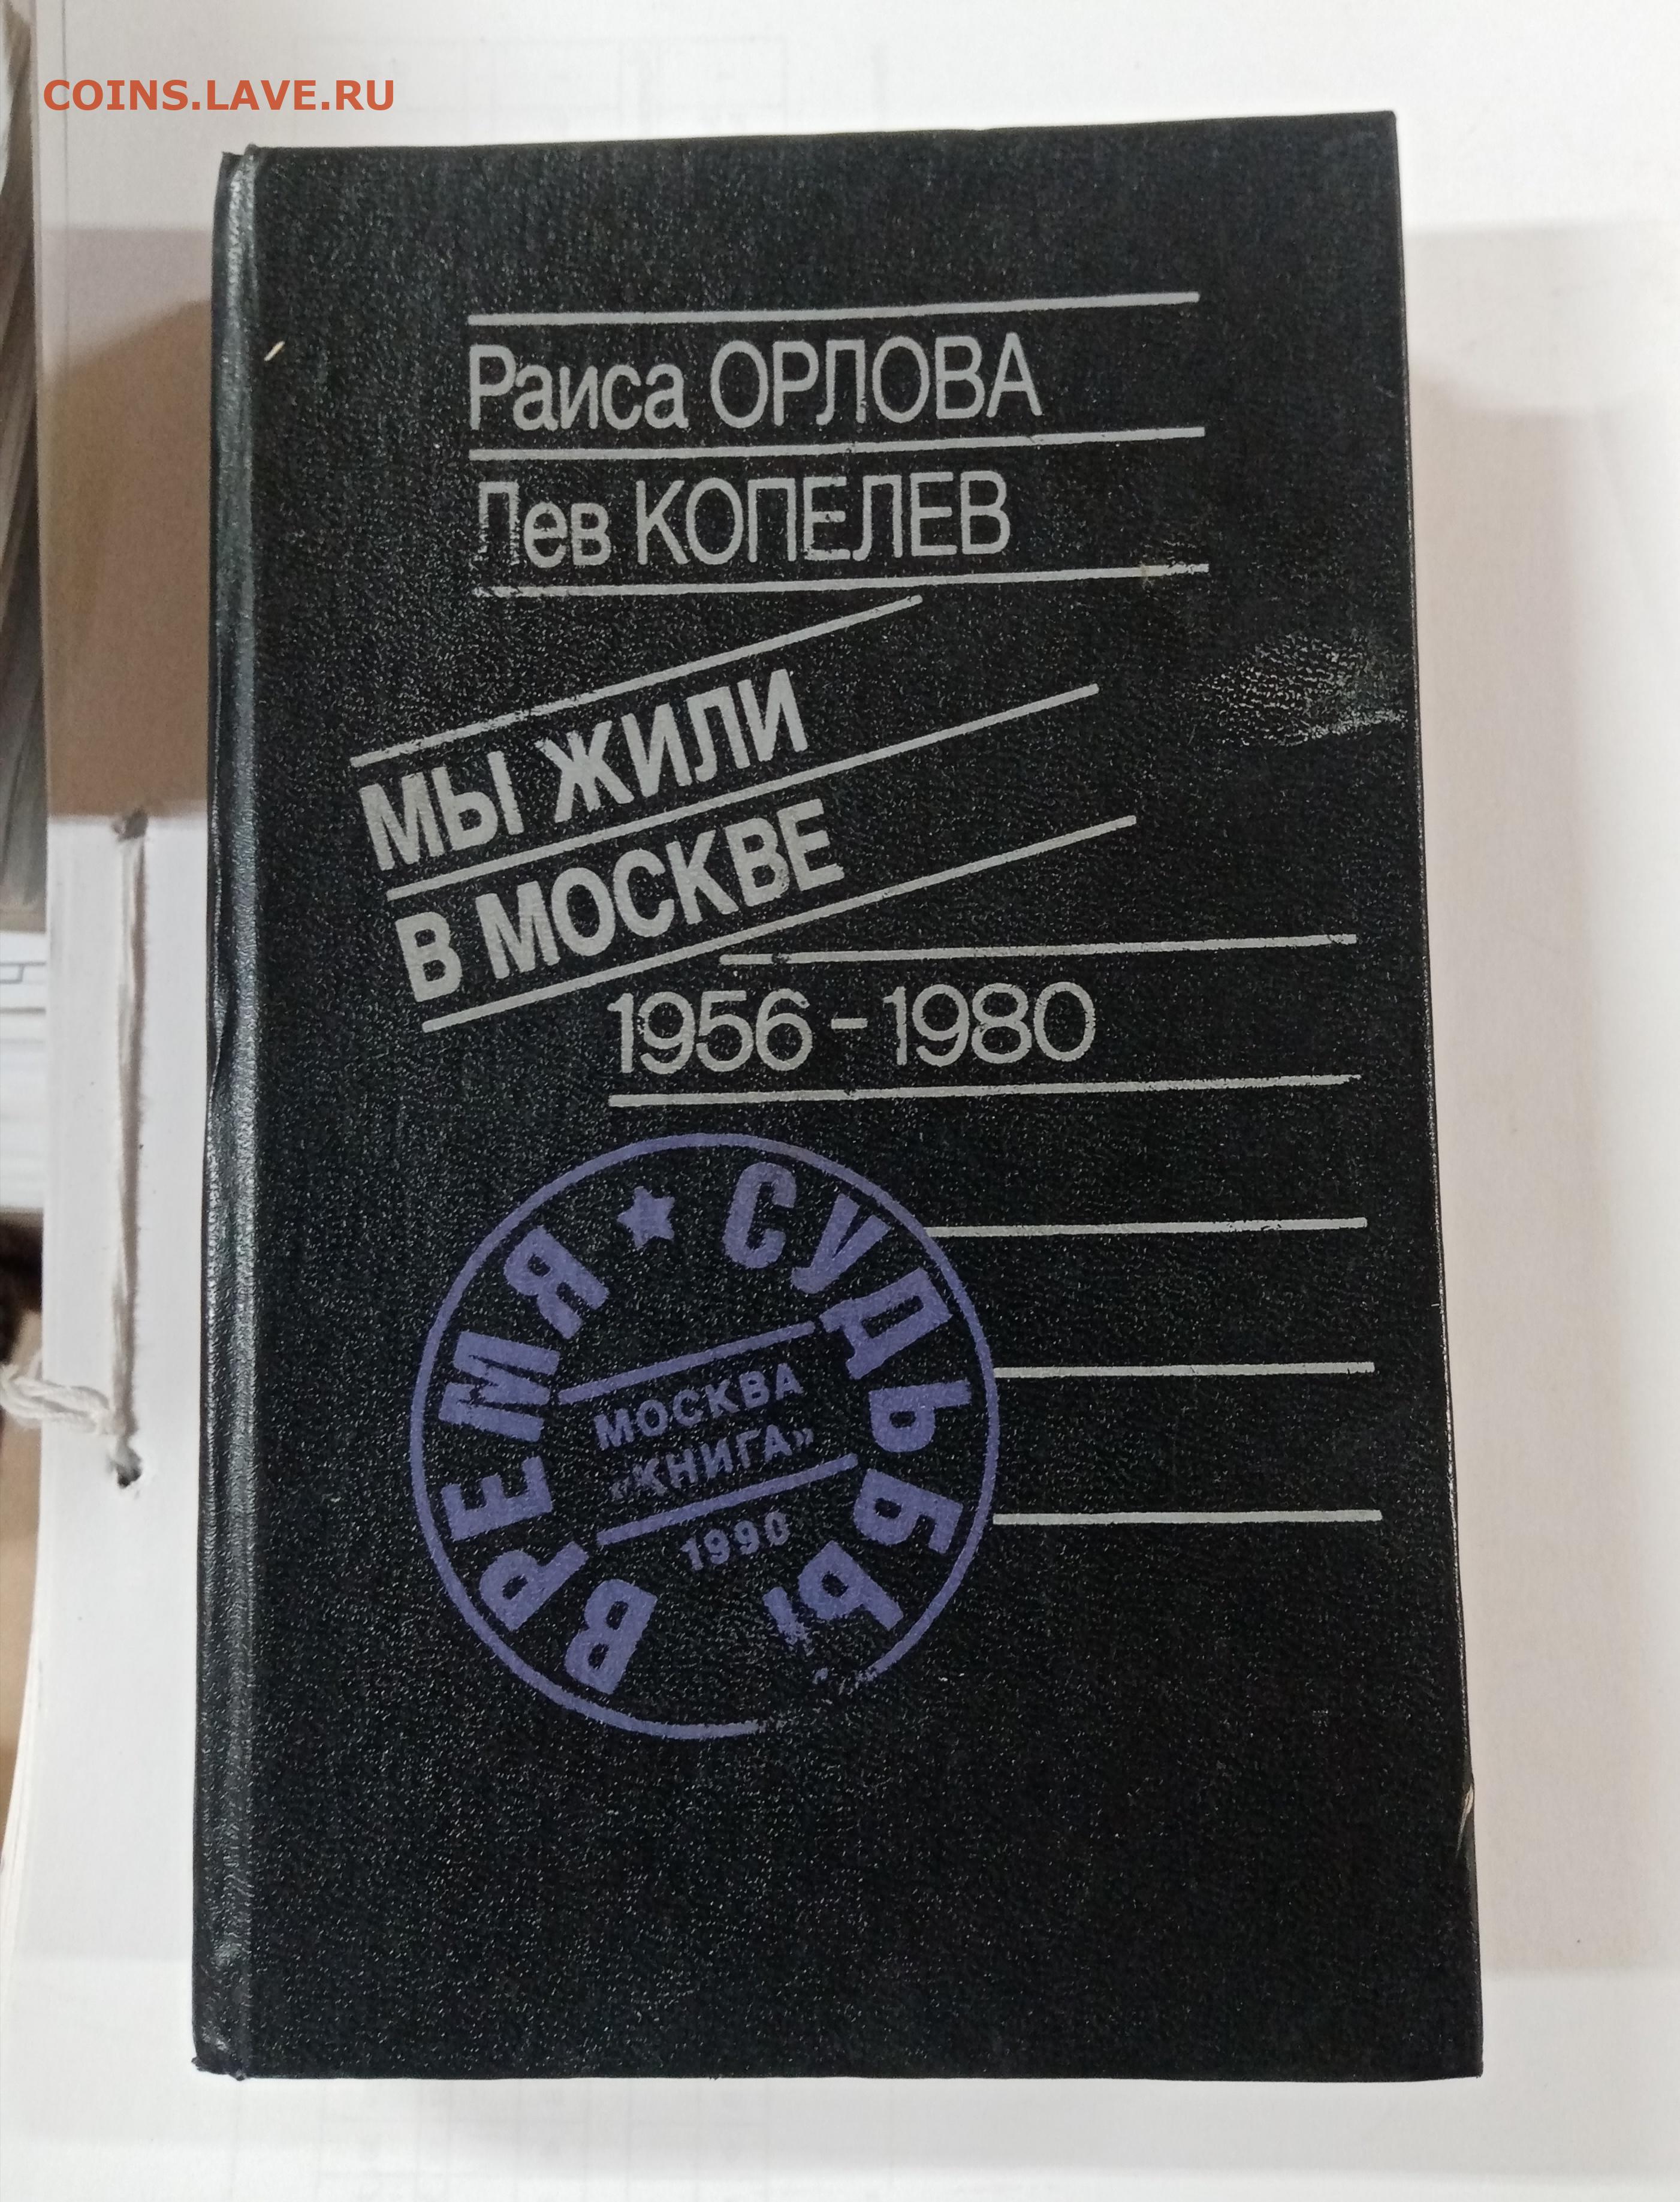 COINS.LAVE.RU
Раиса ОРЛОВА
Лев КОПЕЛЕВ
МЫ ЖИЛИ
В МОСКВЕ
1956-1980
ВРЕМЯ ★ СУДЬБЫ
МОСКВА
«КНИГА»
1990